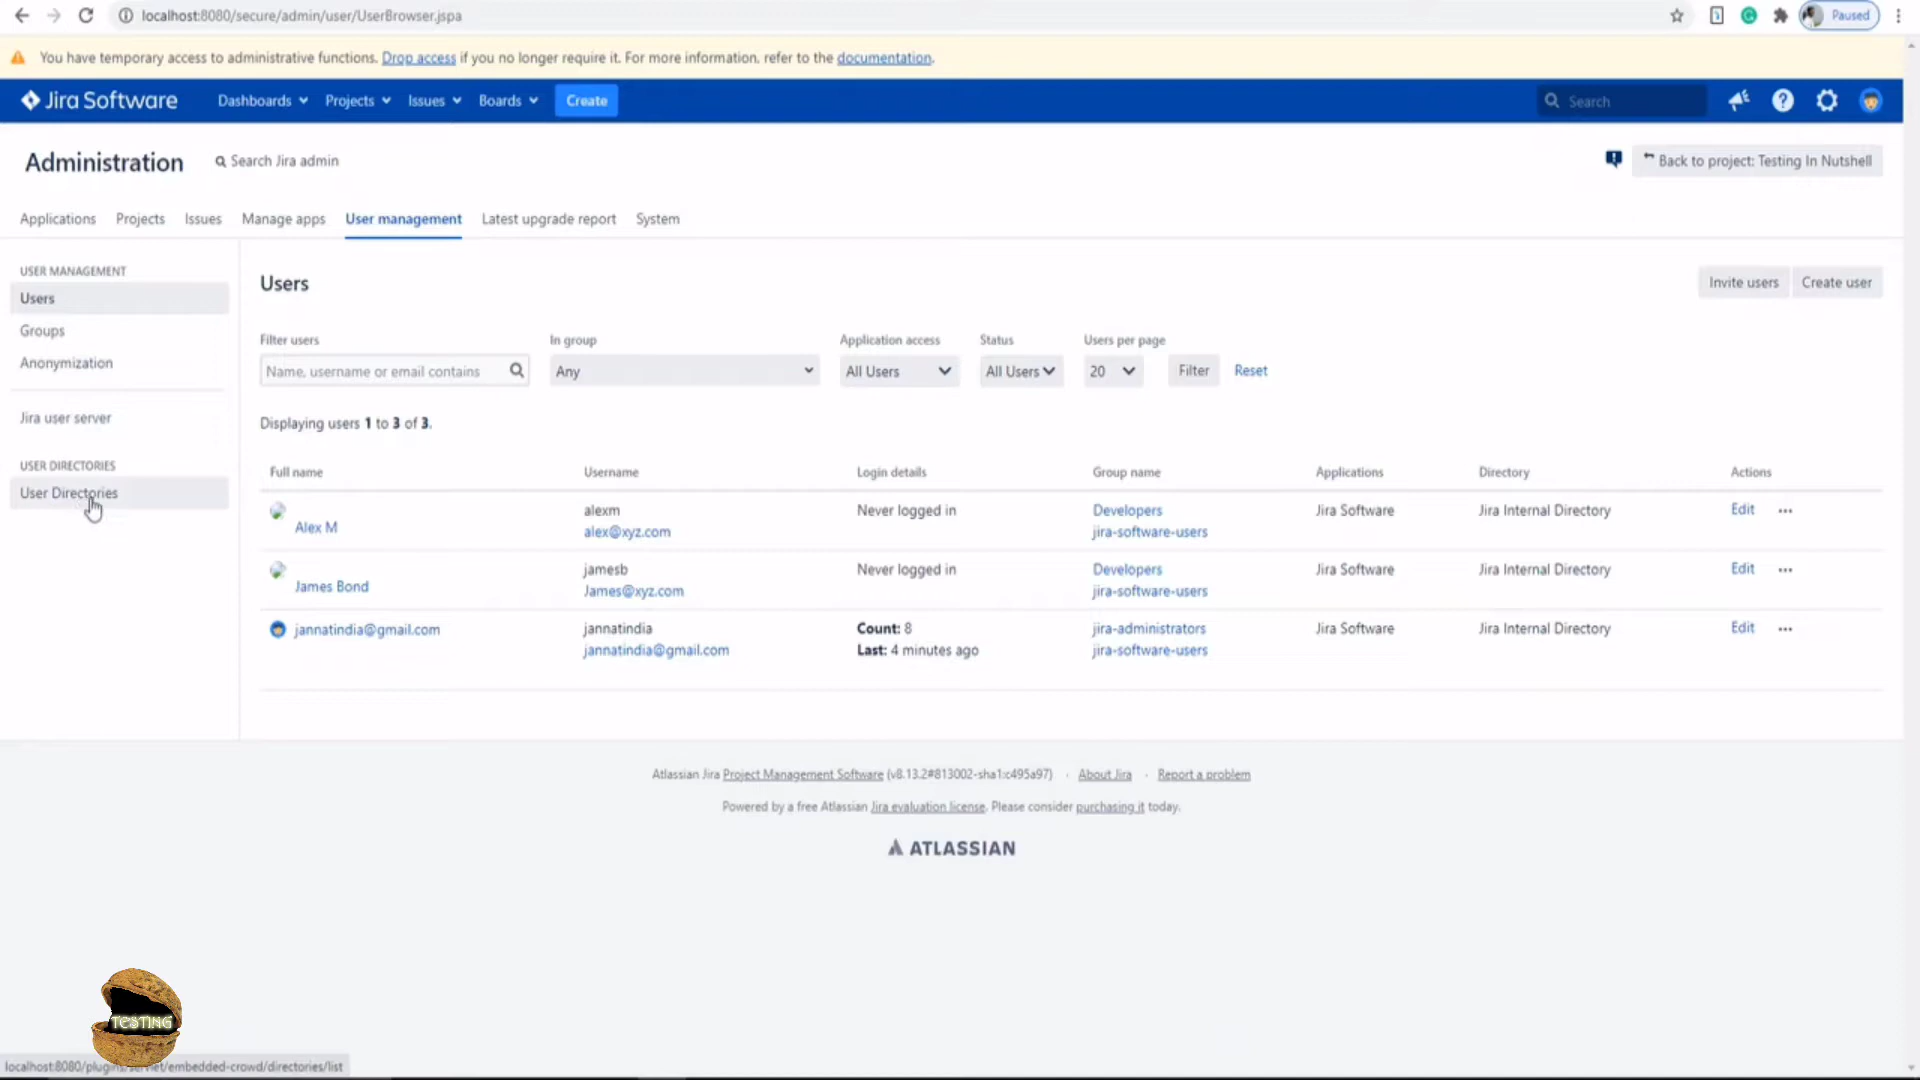 localhost:8080/secure/admin/user/UserBrowser.jspa
Paused
You have temporary access to administrative functions. Drop access if you no longer require it. For more information, refer to the documentation.
Jira Software Dashboards Projects Issues Boards Create Search
Administration Search Jira admin Back to project: Testing In Nutshell
Applications Projects Issues Manage apps User management Latest upgrade report System
USER MANAGEMENT
Users
Groups
Anonymization
Jira user server
USER DIRECTORIES
User Directories
Users Invite users Create user
Filter users In group Application access Status Users per page
Name, username or email contains Any All Users All Users 20 Filter Reset
Displaying users 1 to 3 of 3.
Full name Username Login details Group name Applications Directory Actions
Alex M alexm Never logged in Developers Jira Software Jira Internal Directory Edit ...
alex@xyz.com jira-software-users
James Bond jamesb Never logged in Developers Jira Software Jira Internal Directory Edit ...
James@xyz.com jira-software-users
jannatindia@gmail.com jannatindia Count: 8 jira-administrators Jira Software Jira Internal Directory Edit ...
jannatindia@gmail.com Last: 4 minutes ago jira-software-users
Atlassian Jira Project Management Software (v8.13.2#813002-sha1:c495a97) · About Jira · Report a problem
Powered by a free Atlassian Jira evaluation license. Please consider purchasing it today.
ATLASSIAN
TESTING
localhost:8080/plugins/servlet/embedded-crowd/directories/list